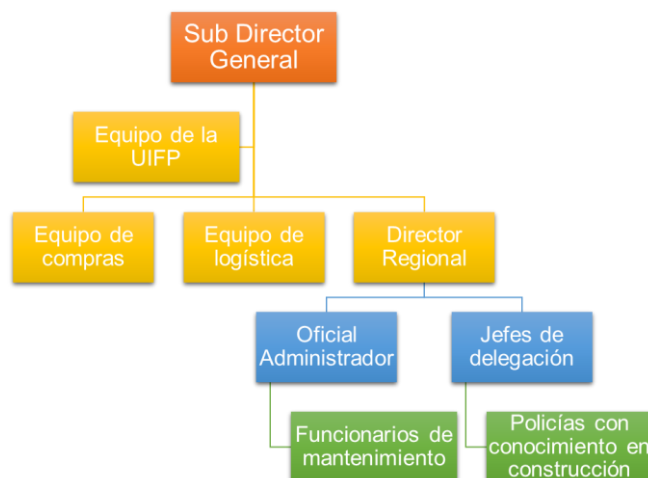 Sub Director
General
Equipo de la
UIFP
Equipo de
compras
Equipo de
logística
Director
Regional
Oficial
Administrador
Jefes de
delegación
Funcionarios de
mantenimiento
Policías con
conocimiento en
construcción